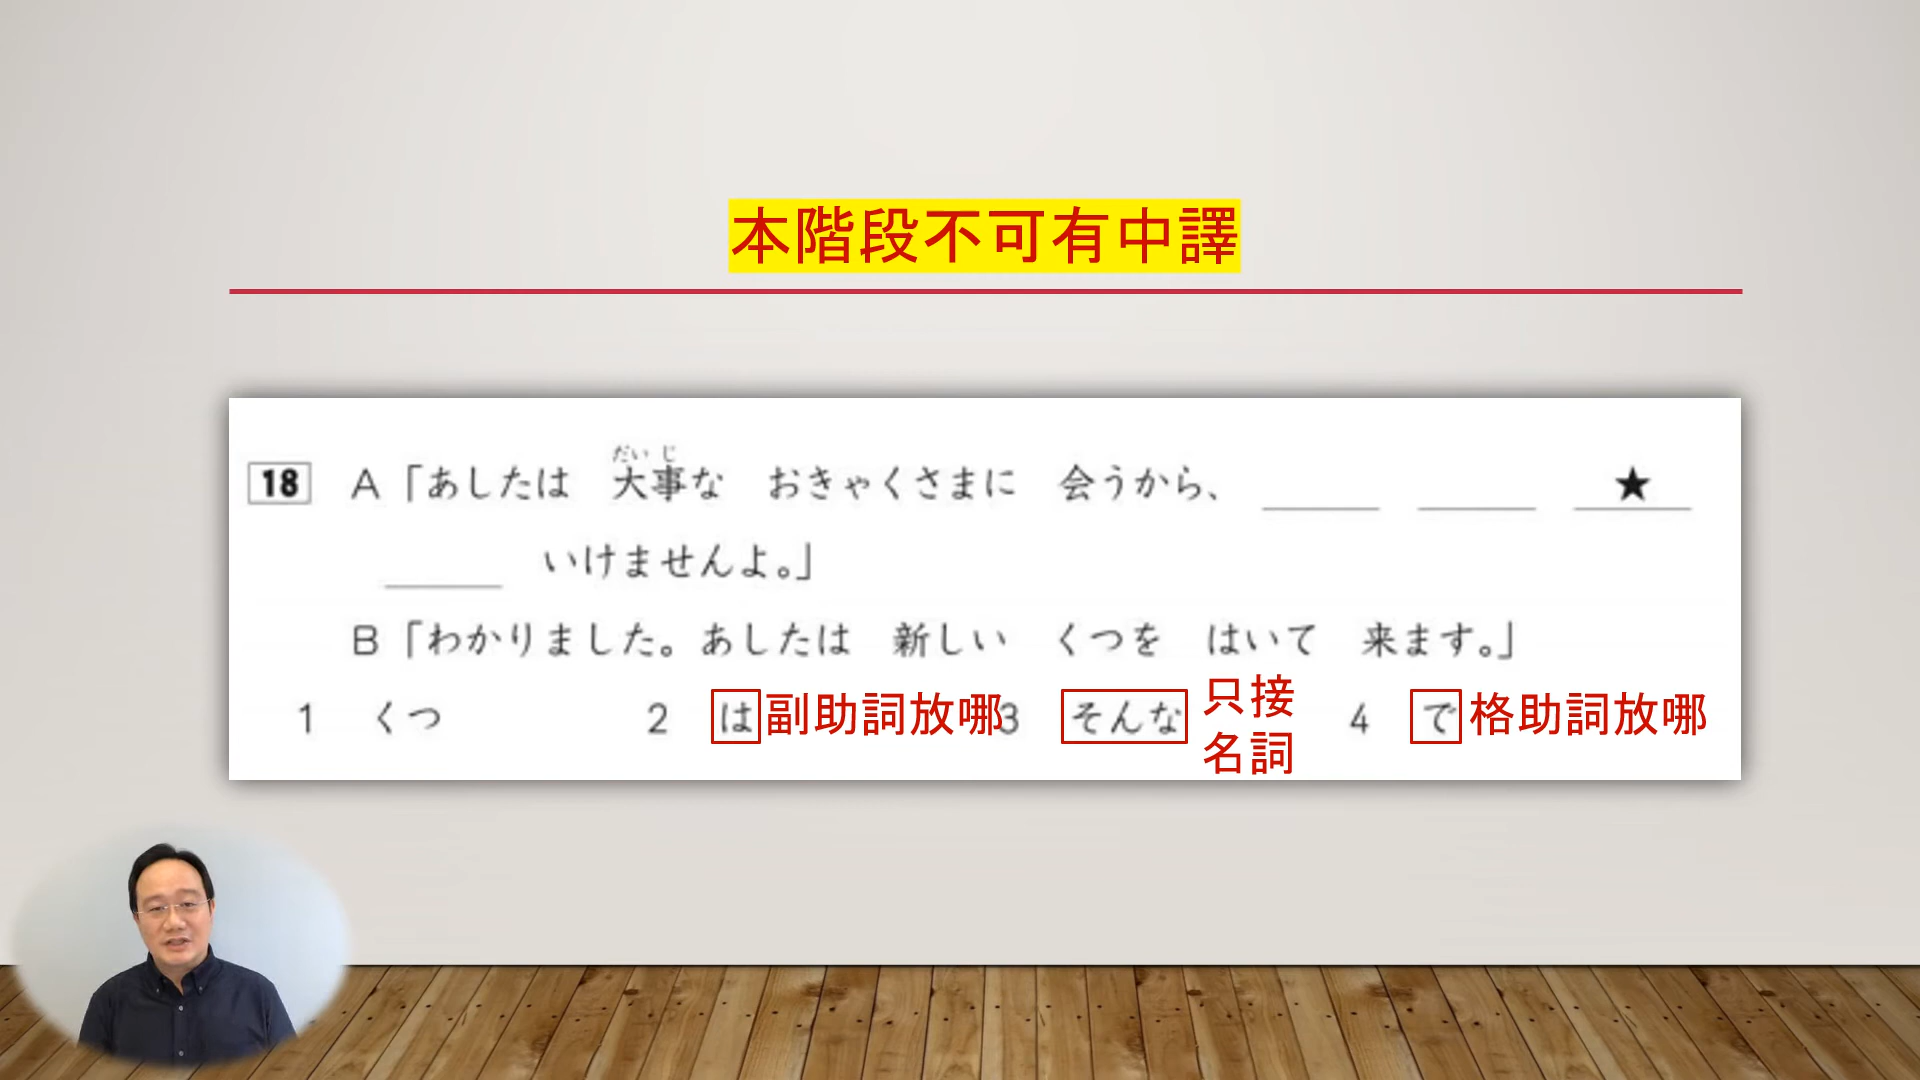 本階段不可有中譯
18 A「あしたは 大事な おきゃくさまに 会うから、 ____ ____ __★__
だい じ
____ いけませんよ。」
B「わかりました。あしたは 新しい くつを はいて 来ます。」
1 くつ 2 は 副助詞放哪 3 そんな 只接名詞 4 で 格助詞放哪